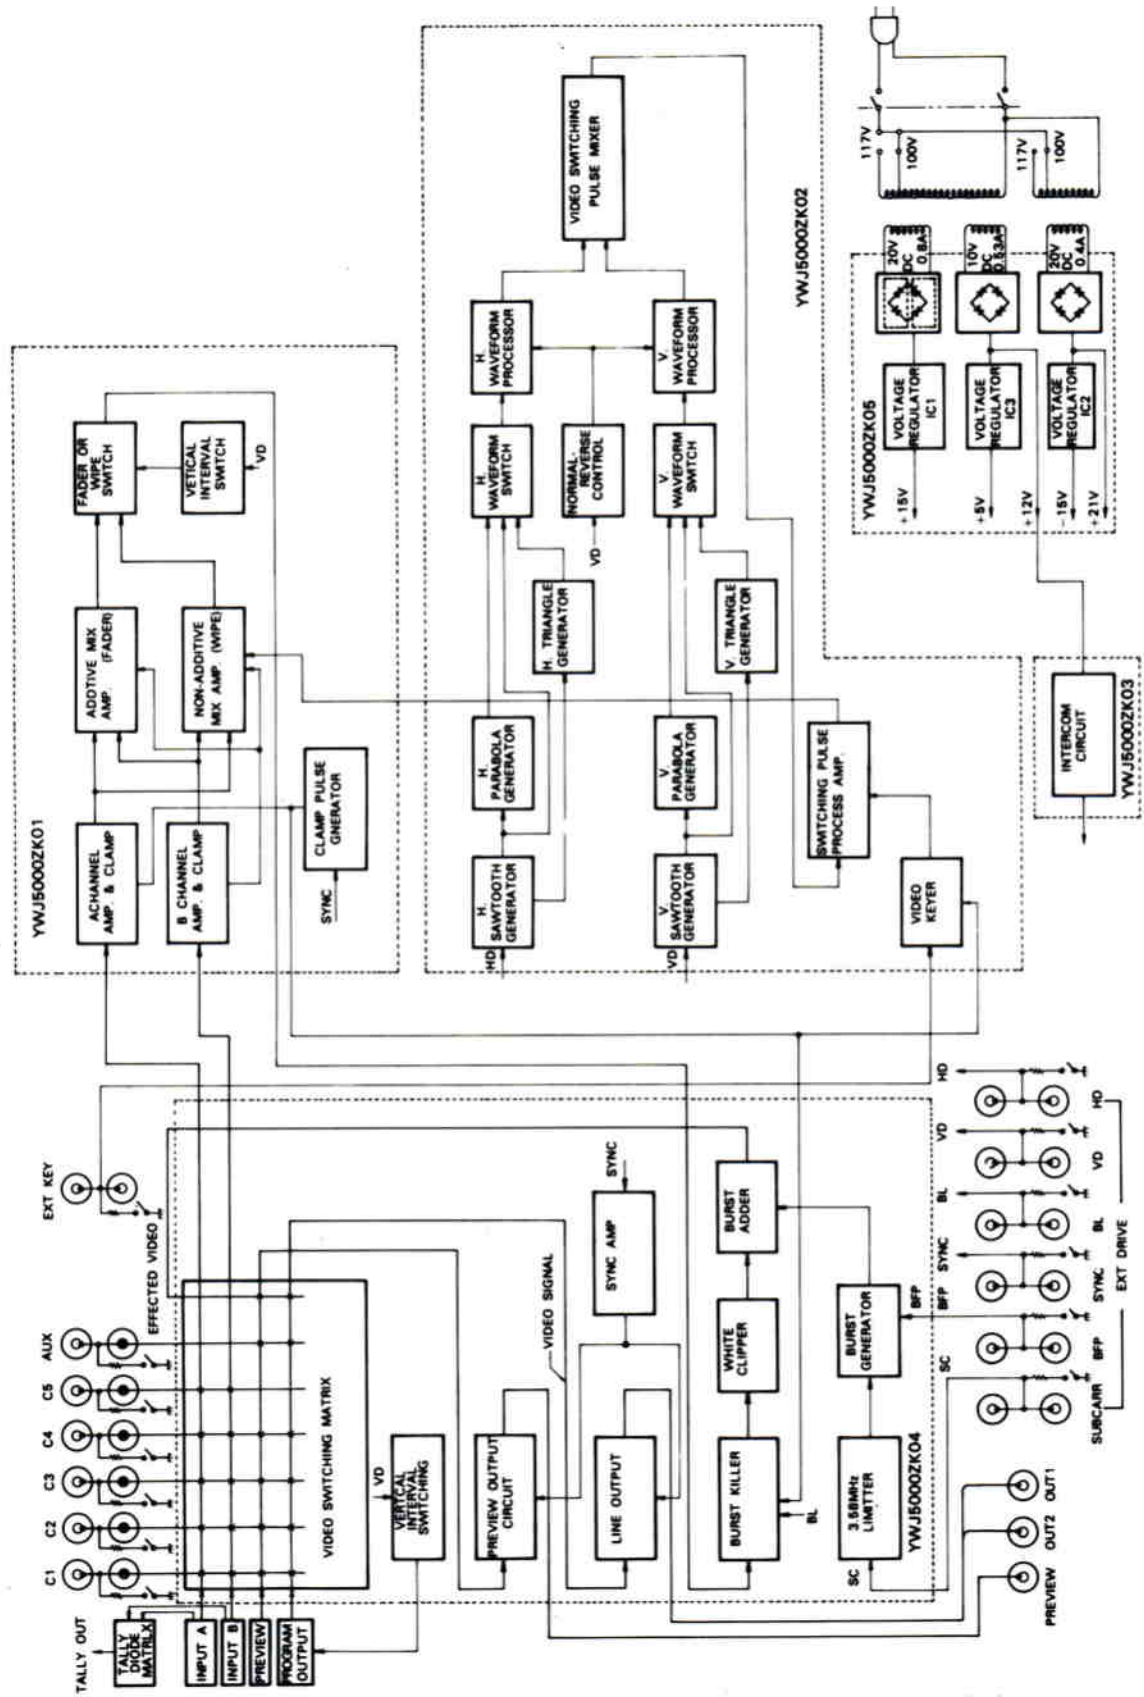 TALLY OUT
TALLY
DIODE
MATRLX
C1
C2
C3
C4
C5
AUX
EFFECTED VIDEO
EXT KEY
INPUT A
INPUT B
PREVIEW
PROGRAM
OUTPUT
VIDEO SWITCHING MATRIX
VD
VERTCAL
INTERVAL
SWITCHING
PREVIEW OUTPUT
CIRCUIT
VIDEO SIGNAL
LINE OUTPUT
SYNC AMP
SYNC
BURST KILLER
WHITE
CLIPPER
BURST
ADDER
BL
SC
3.58MHz
LIMITTER
BURST
GENERATOR
BFP
YWJ5000ZK04
PREVIEW
OUT2
OUT1
SC
BFP
SYNC
BL
VD
HD
SUBCARR
BFP
SYNC
BL
VD
HD
EXT DRIVE
YWJ5000ZK01
ACHANNEL
AMP. & CLAMP
B CHANNEL
AMP. & CLAMP
SYNC
CLAMP PULSE
GNERATOR
ADDTIVE MIX
AMP. (FADER)
NON-ADDITIVE
MIX AMP. (WIPE)
FADER OR
WIPE
SWITCH
VETICAL
INTERVAL
SWITCH
VD
HD
H.
SAWTOOTH
GENERATOR
H.
PARABOLA
GENERATOR
H. TRIANGLE
GENERATOR
H.
WAVEFORM
SWITCH
H.
WAVEFORM
PROCESSOR
VD
NORMAL-
REVERSE
CONTROL
VIDEO SWITCHING
PULSE MIXER
VD
V.
SAWTOOTH
GENERATOR
V.
PARABOLA
GENERATOR
V. TRIANGLE
GENERATOR
V.
WAVEFORM
SWITCH
V.
WAVEFORM
PROCESSOR
VIDEO
KEYER
SWITCHING PULSE
PROCESS AMP.
YWJ5000ZK02
INTERCOM
CIRCUIT
YWJ5000ZK03
YWJ5000ZK05
+15V
VOLTAGE
REGULATOR
IC1
20V
DC
0.8A
+5V
VOLTAGE
REGULATOR
IC3
10V
DC
0.53A
+12V
-15V
VOLTAGE
REGULATOR
IC2
20V
DC
0.4A
+21V
117V
100V
117V
100V